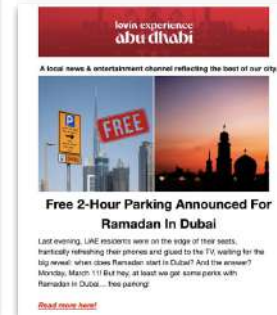 lovin experience
abu dhabi
A local news & entertainment channel reflecting the best of our city.
P
FREE
Free 2-Hour Parking Announced For
Ramadan In Dubai
Last evening, UAE residents were on the edge of their seats,
frantically refreshing their phones and glued to the TV, waiting for the
big reveal: when does Ramadan start in Dubai? And the answer?
Monday, March 11! But hey, at least we got some perks with
Ramadan in Dubai... free parking!
Read more here!